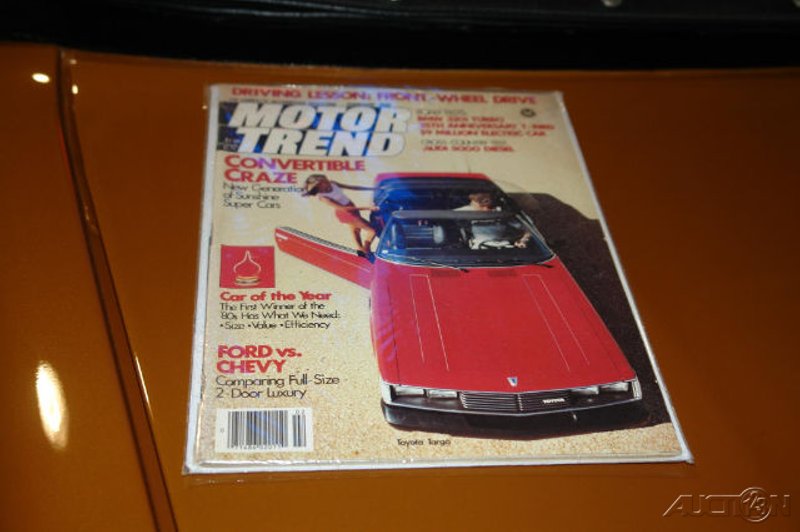 DRIVING LESSON: FRONT-WHEEL DRIVE
MOTOR
TREND
ROAD TESTS
BMW 320i TURBO
10TH ANNIVERSARY Z
$9 MILLION ELECTRIC CAR
CROSS-COUNTRY TEST
AUDI 5000 DIESEL
CONVERTIBLE
CRAZE
New Generation
of Sunshine
Super Cars
Car of the Year
The First Winner of the
'80s Has What We Need:
• Size • Value • Efficiency
FORD vs.
CHEVY
Comparing Full-Size
2-Door Luxury
02
TOYOTA
Toyota Targa
AUCTION 123